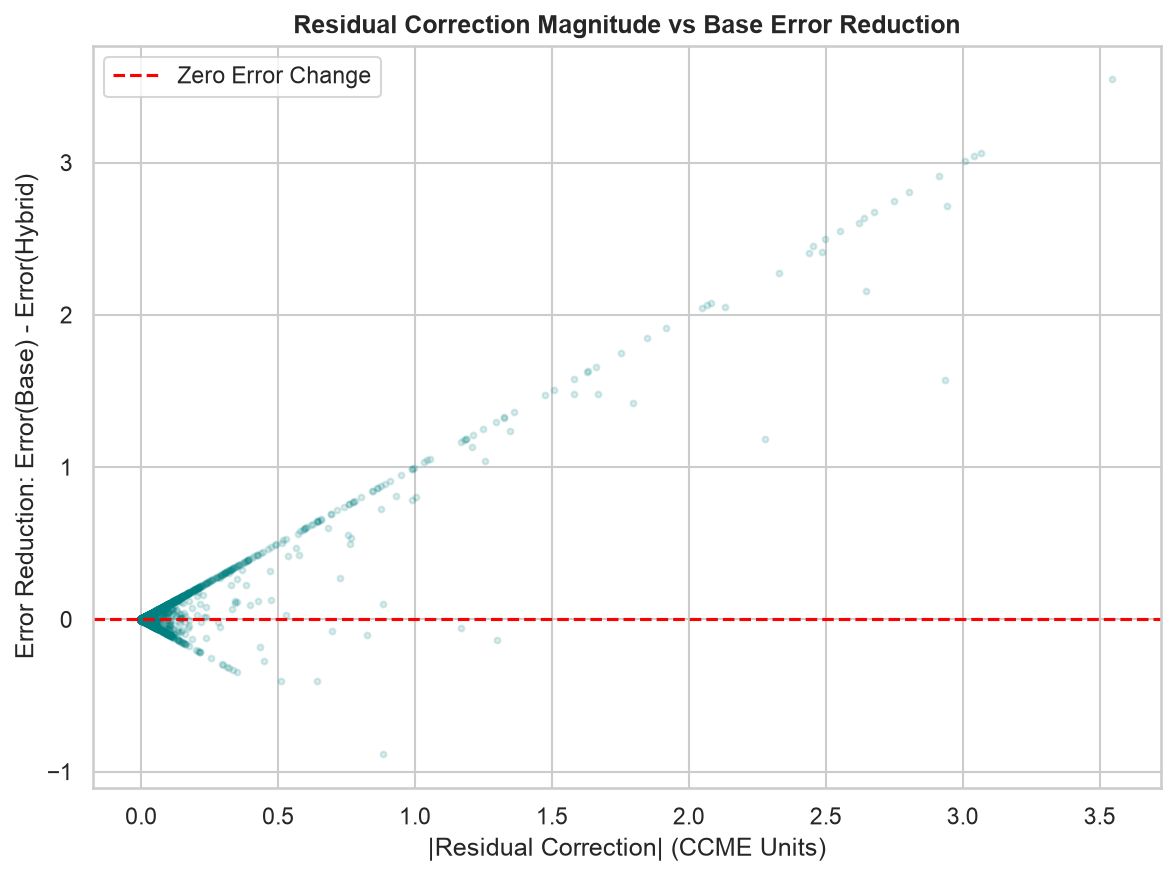 Residual Correction Magnitude vs Base Error Reduction
Zero Error Change
Error Reduction: Error(Base) - Error(Hybrid)
3
2
1
0
−1
0.0 0.5 1.0 1.5 2.0 2.5 3.0 3.5
|Residual Correction| (CCME Units)